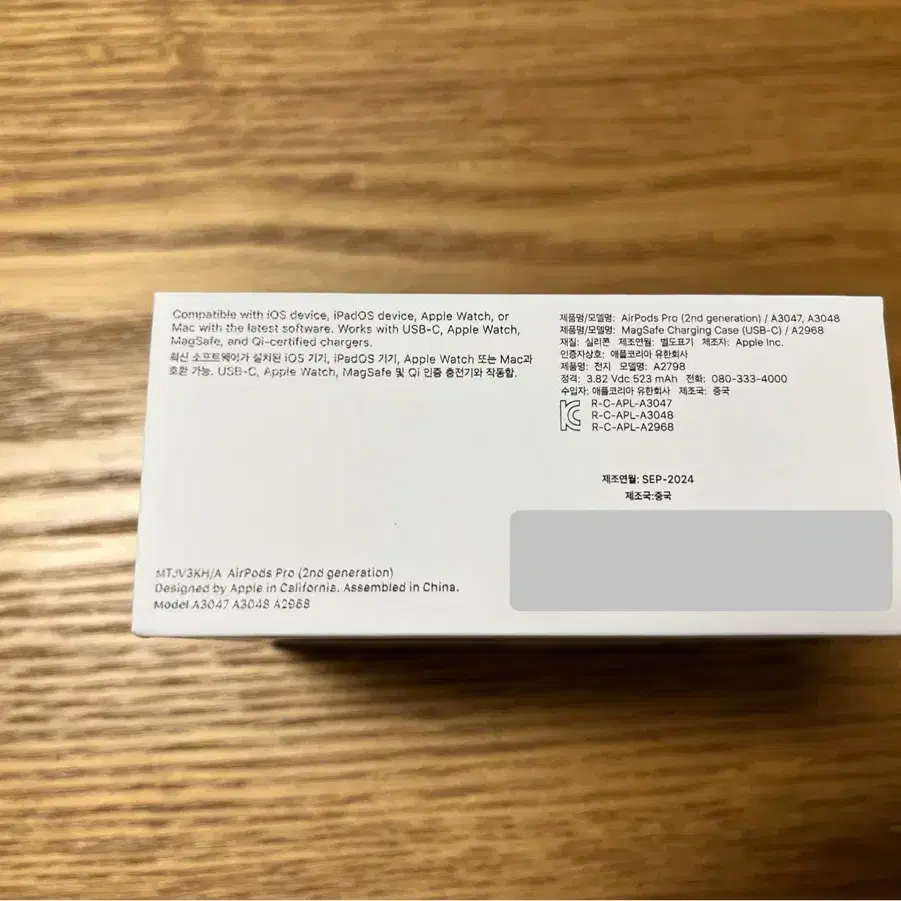 Compatible with iOS device, iPadOS device, Apple Watch, or
Mac with the latest software. Works with USB-C, Apple Watch,
MagSafe, and Qi-certified chargers.
최신 소프트웨어가 설치된 iOS 기기, iPadOS 기기, Apple Watch 또는 Mac과
호환 가능. USB-C, Apple Watch, MagSafe 및 Qi 인증 충전기와 작동함.
MTJV3KH/A AirPods Pro (2nd generation)
Designed by Apple in California. Assembled in China.
Model A3047 A3048 A2968
제품명/모델명: AirPods Pro (2nd generation) / A3047, A3048
제품명/모델명: MagSafe Charging Case (USB-C) / A2968
재질: 실리콘 제조연월: 별도표기 제조자: Apple Inc.
인증자상호: 애플코리아 유한회사
제품명: 전지 모델명: A2798
정격: 3.82 Vdc 523 mAh 전화: 080-333-4000
수입자: 애플코리아 유한회사 제조국: 중국
R-C-APL-A3047
R-C-APL-A3048
R-C-APL-A2968
제조연월: SEP-2024
제조국:중국